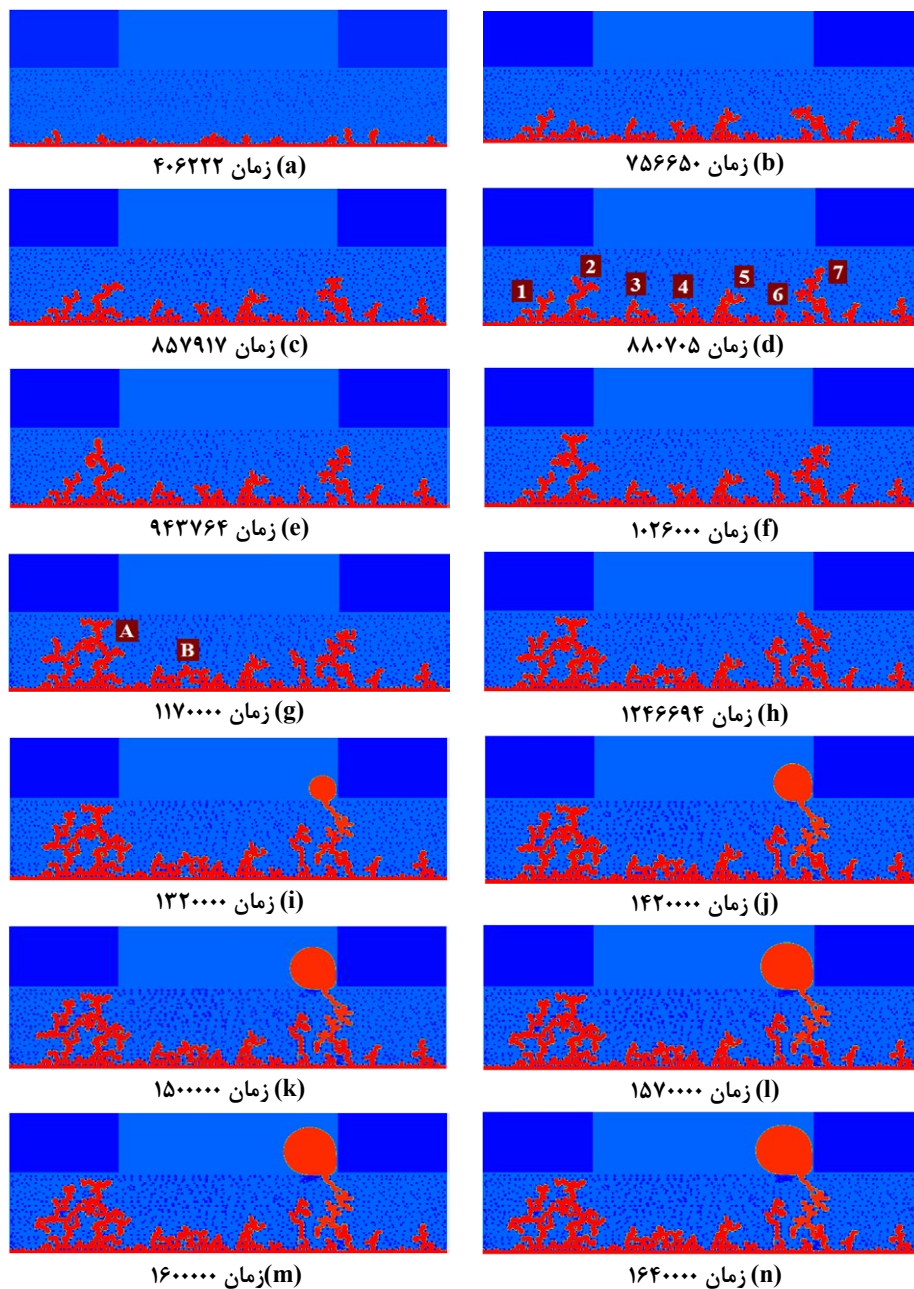 (a) زمان ۴۰۶۲۲۲
(b) زمان ۷۵۶۶۵۰
(c) زمان ۸۵۷۹۱۷
1 2 3 4 5 6 7
(d) زمان ۸۸۰۷۰۵
(e) زمان ۹۴۳۷۶۴
(f) زمان ۱۰۲۶۰۰۰
A
B
(g) زمان ۱۱۷۰۰۰۰
(h) زمان ۱۲۴۶۶۹۴
(i) زمان ۱۳۲۰۰۰۰
(j) زمان ۱۴۲۰۰۰۰
(k) زمان ۱۵۰۰۰۰۰
(l) زمان ۱۵۷۰۰۰۰
(m)زمان ۱۶۰۰۰۰۰
(n) زمان ۱۶۴۰۰۰۰